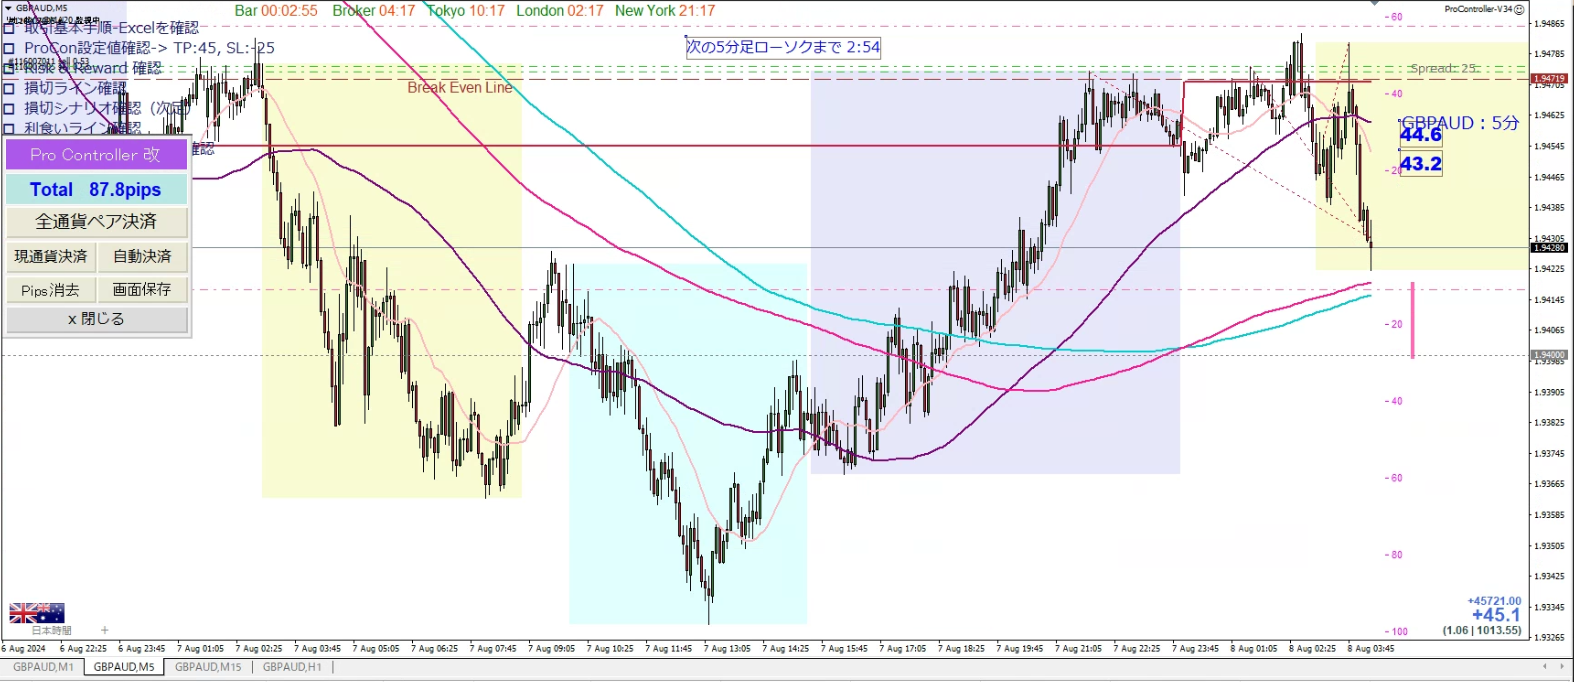 GBPAUD,M5
Bar 00:02:55 Broker 04:17 Tokyo 10:17 London 02:17 New York 21:17
ProController-V34
取引基本手順-Excelを確認
ProCon設定値確認-> TP:45, SL:-25
Risk & Reward 確認
損切ライン確認
損切シナリオ確認（次足）
利食いライン確認
確認
次の5分足ローソクまで 2:54
Break Even Line
Spread: 25
GBPAUD：5分
44.6
43.2
Pro Controller 改
Total 87.8pips
全通貨ペア決済
現通貨決済
自動決済
Pips消去
画面保存
x 閉じる
- 60
- 40
- 20
- 20
- 40
- 60
- 80
- 100
1.94865
1.94785
1.94719
1.94705
1.94625
1.94545
1.94465
1.94385
1.94305
1.94280
1.94225
1.94145
1.94065
1.94000
1.93985
1.93905
1.93825
1.93745
1.93665
1.93585
1.93505
1.93425
1.93345
1.93265
+45721.00
+45.1
(1.06 | 1013.55)
日本時間
6 Aug 2024
6 Aug 22:25
6 Aug 23:45
7 Aug 01:05
7 Aug 02:25
7 Aug 03:45
7 Aug 05:05
7 Aug 06:25
7 Aug 07:45
7 Aug 09:05
7 Aug 10:25
7 Aug 11:45
7 Aug 13:05
7 Aug 14:25
7 Aug 15:45
7 Aug 17:05
7 Aug 18:25
7 Aug 19:45
7 Aug 21:05
7 Aug 22:25
7 Aug 23:45
8 Aug 01:05
8 Aug 02:25
8 Aug 03:45
GBPAUD,M1
GBPAUD,M5
GBPAUD,M15
GBPAUD,H1